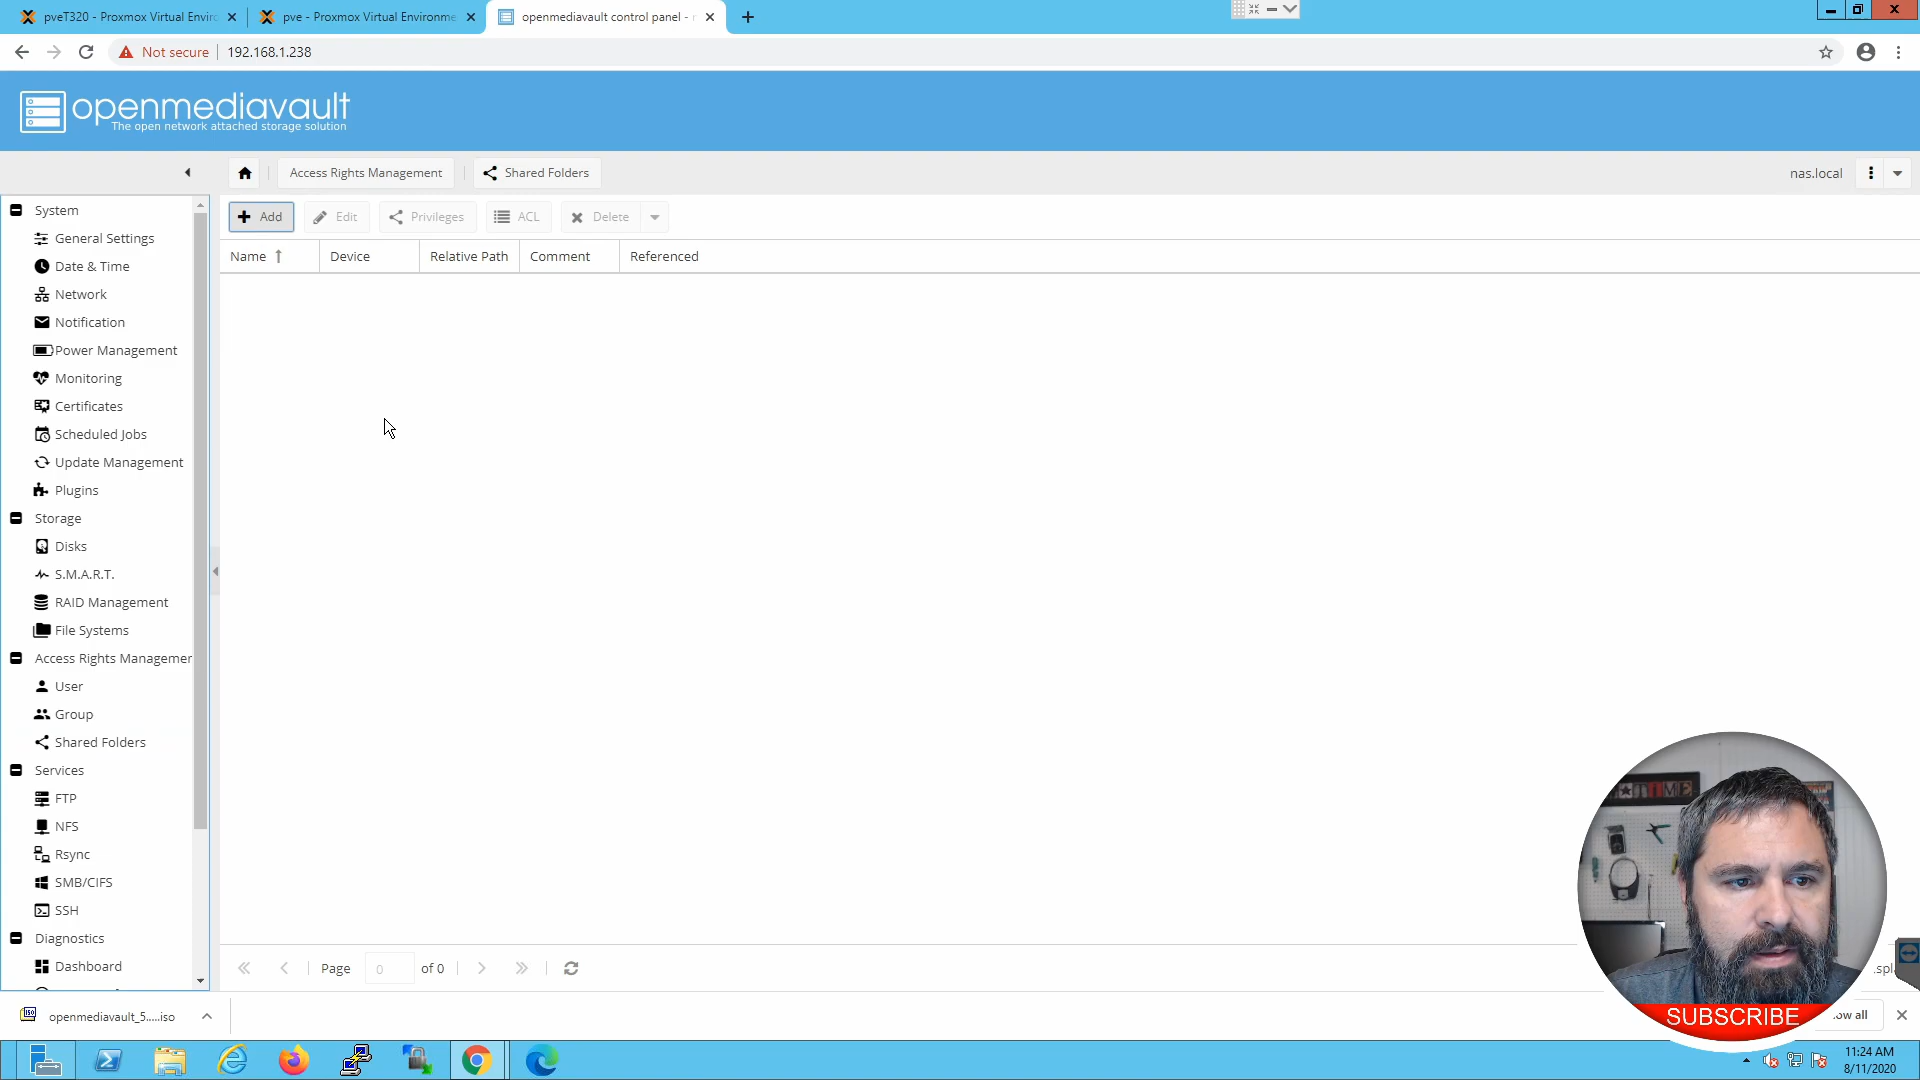 pveT320 - Proxmox Virtual Enviro
pve - Proxmox Virtual Environme
openmediavault control panel -
Not secure
192.168.1.238
openmediavault
The open network attached storage solution
Access Rights Management
Shared Folders
nas.local
System
General Settings
Date & Time
Network
Notification
Power Management
Monitoring
Certificates
Scheduled Jobs
Update Management
Plugins
Storage
Disks
S.M.A.R.T.
RAID Management
File Systems
Access Rights Managemen
User
Group
Shared Folders
Services
FTP
NFS
Rsync
SMB/CIFS
SSH
Diagnostics
Dashboard
Add
Edit
Privileges
ACL
Delete
Name
Device
Relative Path
Comment
Referenced
Page 0 of 0
SUBSCRIBE
openmediavault_5.....iso
ow all
11:24 AM
8/11/2020